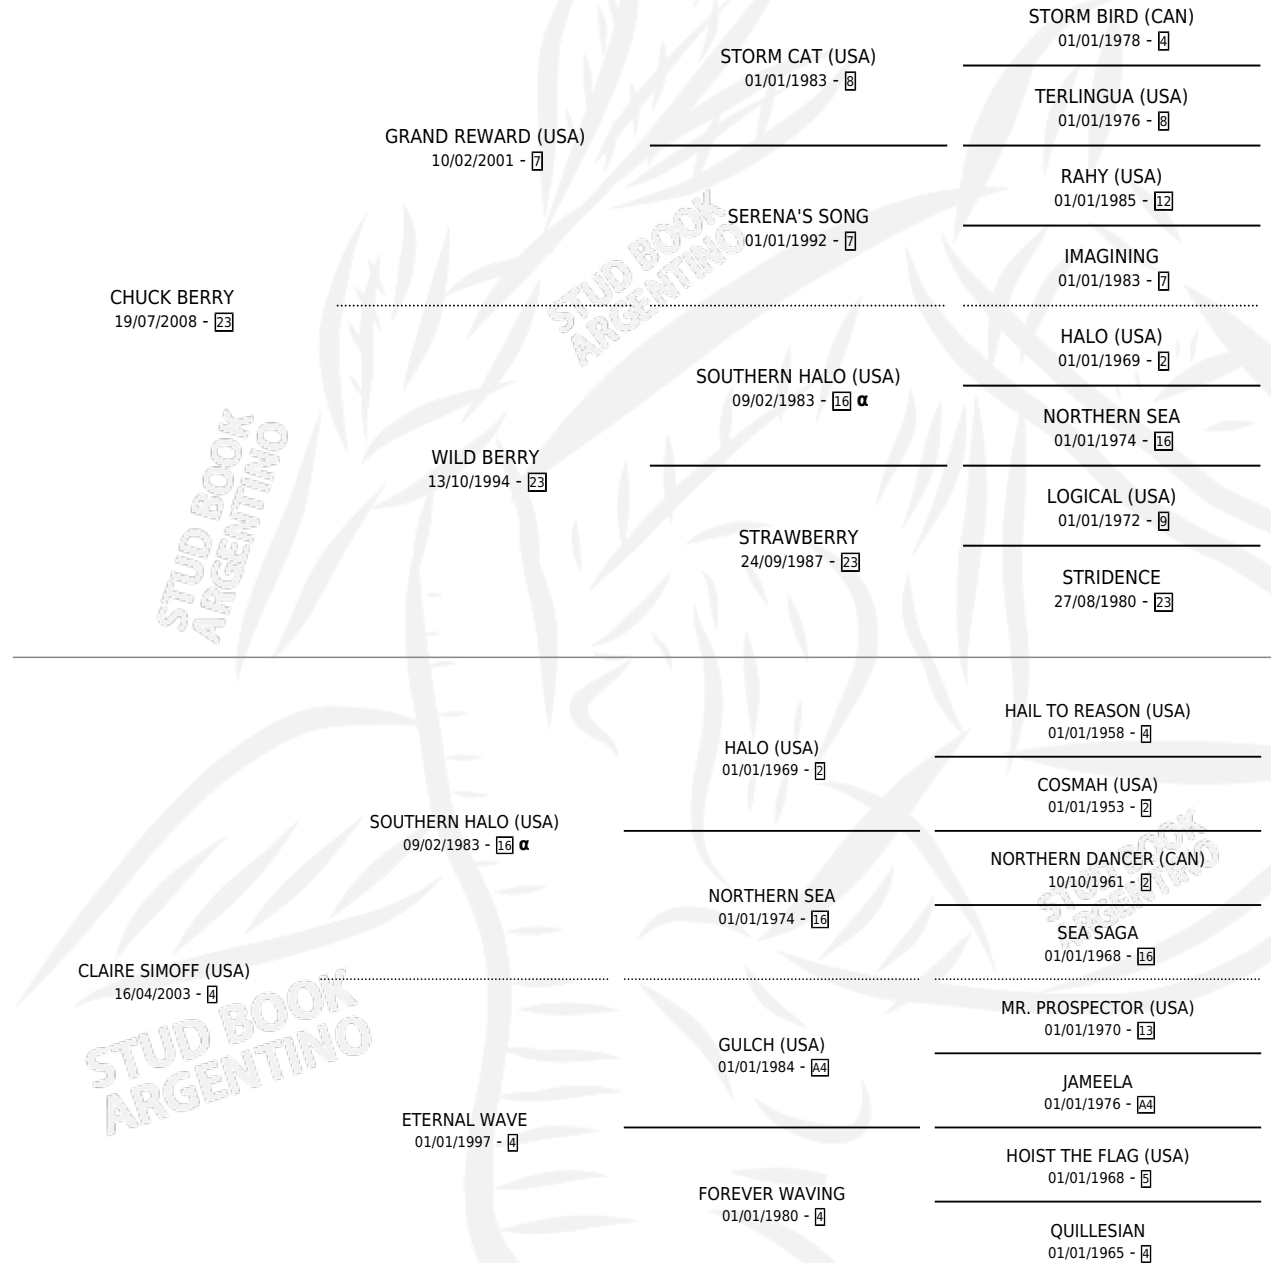 STORM BIRD (CAN)
01/01/1978 - 4
STORM CAT (USA)
01/01/1983 - 8
TERLINGUA (USA)
01/01/1976 - 8
GRAND REWARD (USA)
10/02/2001 - 7
RAHY (USA)
01/01/1985 - 12
SERENA'S SONG
01/01/1992 - 7
IMAGINING
01/01/1983 - 7
CHUCK BERRY
19/07/2008 - 23
HALO (USA)
01/01/1969 - 2
SOUTHERN HALO (USA)
09/02/1983 - 16 α
NORTHERN SEA
01/01/1974 - 16
WILD BERRY
13/10/1994 - 23
LOGICAL (USA)
01/01/1972 - 9
STRAWBERRY
24/09/1987 - 23
STRIDENCE
27/08/1980 - 23
HAIL TO REASON (USA)
01/01/1958 - 4
HALO (USA)
01/01/1969 - 2
COSMAH (USA)
01/01/1953 - 2
SOUTHERN HALO (USA)
09/02/1983 - 16 α
NORTHERN DANCER (CAN)
10/10/1961 - 2
NORTHERN SEA
01/01/1974 - 16
SEA SAGA
01/01/1968 - 16
CLAIRE SIMOFF (USA)
16/04/2003 - 4
MR. PROSPECTOR (USA)
01/01/1970 - 13
GULCH (USA)
01/01/1984 - A4
JAMEELA
01/01/1976 - A4
ETERNAL WAVE
01/01/1997 - 4
HOIST THE FLAG (USA)
01/01/1968 - 5
FOREVER WAVING
01/01/1980 - 4
QUILLESIAN
01/01/1965 - 4
STUD BOOK
ARGENTINO
STUD BOOK
ARGENTINO
STUD BOOK
ARGENTINO
STUD BOOK
ARGENTINO